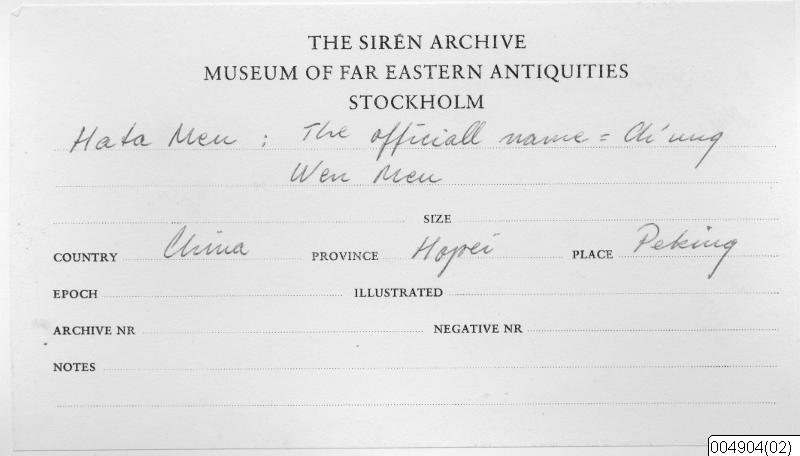 THE SIRÉN ARCHIVE
MUSEUM OF FAR EASTERN ANTIQUITIES
STOCKHOLM
Hata Men : The officiall name = Ch'ung
Wen Men
SIZE
COUNTRY China PROVINCE Hopei PLACE Peking
EPOCH ILLUSTRATED
ARCHIVE NR NEGATIVE NR
NOTES
004904(02)